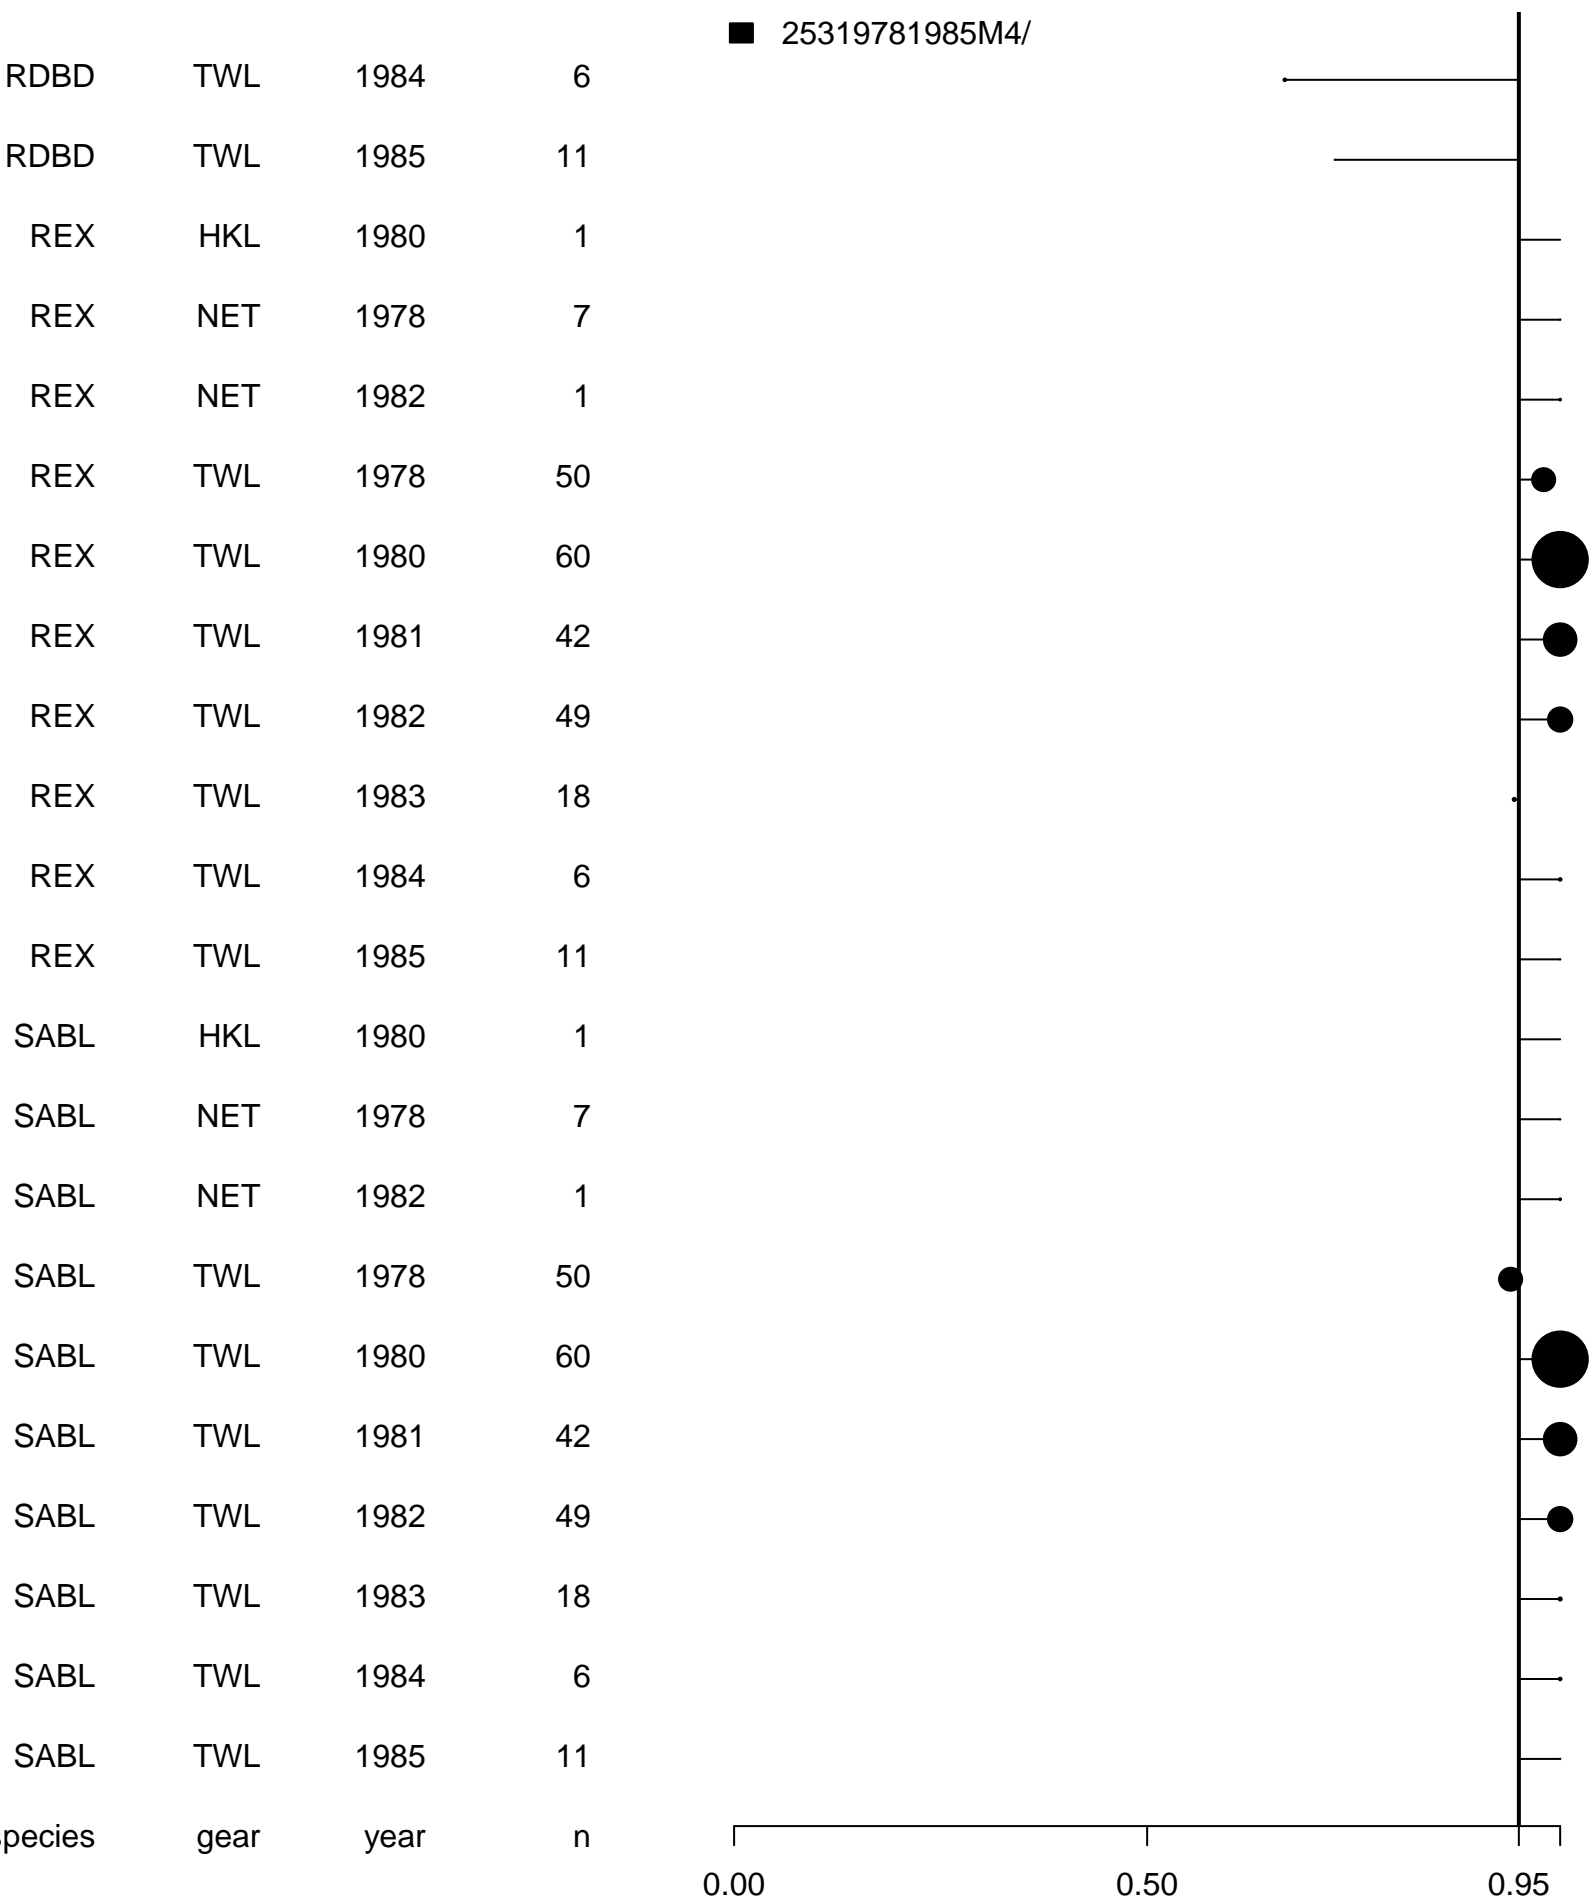 25319781985M4/
RDBD TWL 1984 6
RDBD TWL 1985 11
REX HKL 1980 1
REX NET 1978 7
REX NET 1982 1
REX TWL 1978 50
REX TWL 1980 60
REX TWL 1981 42
REX TWL 1982 49
REX TWL 1983 18
REX TWL 1984 6
REX TWL 1985 11
SABL HKL 1980 1
SABL NET 1978 7
SABL NET 1982 1
SABL TWL 1978 50
SABL TWL 1980 60
SABL TWL 1981 42
SABL TWL 1982 49
SABL TWL 1983 18
SABL TWL 1984 6
SABL TWL 1985 11
pecies gear year n
0.00 0.50 0.95